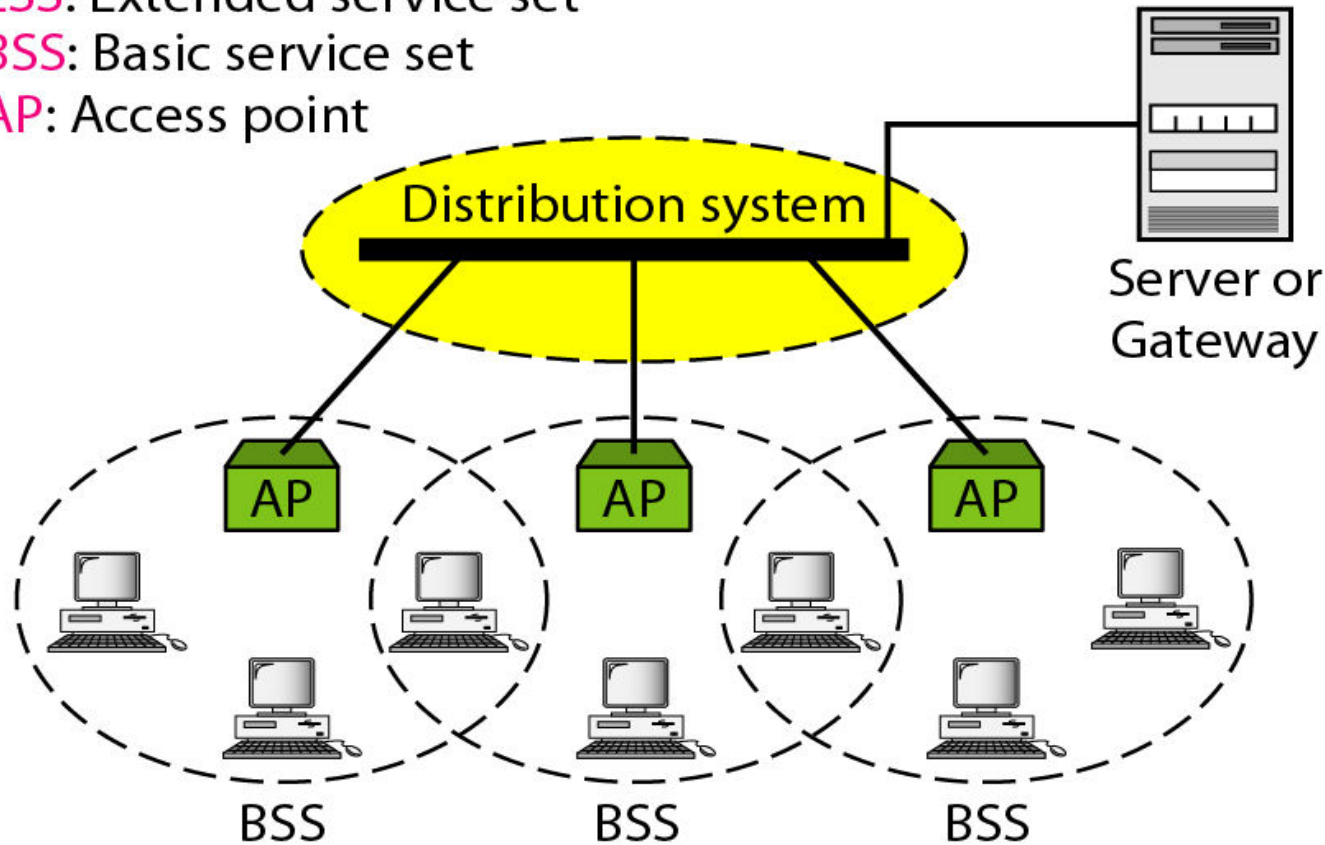 ESS: Extended service set
BSS: Basic service set
AP: Access point
Distribution system
Server or
Gateway
AP
AP
AP
BSS
BSS
BSS